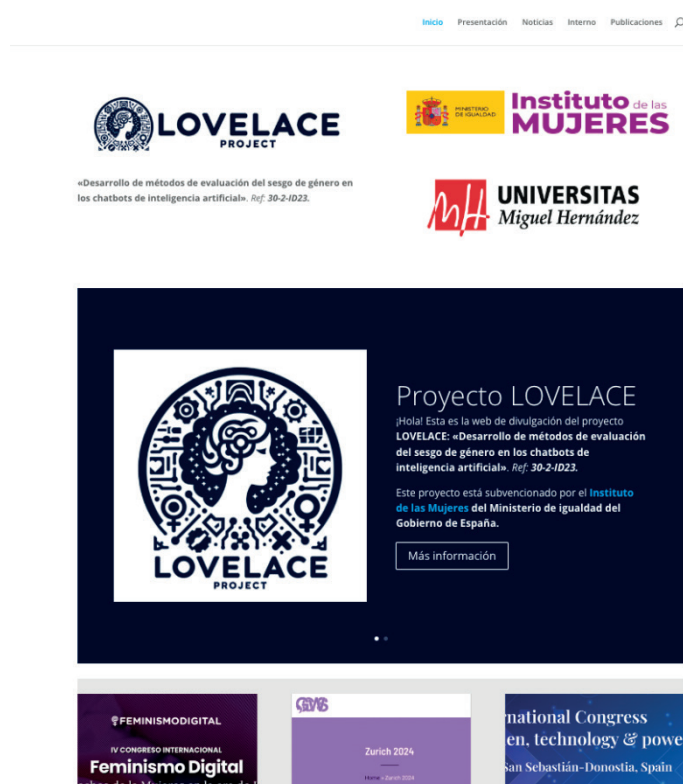 Inicio Presentación Noticias Interno Publicaciones
LOVELACE
PROJECT
MINISTERIO
DE IGUALDAD
Instituto de las
MUJERES
«Desarrollo de métodos de evaluación del sesgo de género en
los chatbots de inteligencia artificial». Ref: 30-2-ID23.
UNIVERSITAS
Miguel Hernández
LOVELACE
PROJECT
Proyecto LOVELACE
¡Hola! Esta es la web de divulgación del proyecto
LOVELACE: «Desarrollo de métodos de evaluación
del sesgo de género en los chatbots de
inteligencia artificial». Ref: 30-2-ID23.
Este proyecto está subvencionado por el Instituto
de las Mujeres del Ministerio de igualdad del
Gobierno de España.
Más información
FEMINISMODIGITAL
IV CONGRESO INTERNACIONAL
Feminismo Digital
Zurich 2024
Home - Zurich 2024
national Congress
en, technology & powe
San Sebastián-Donostia, Spain